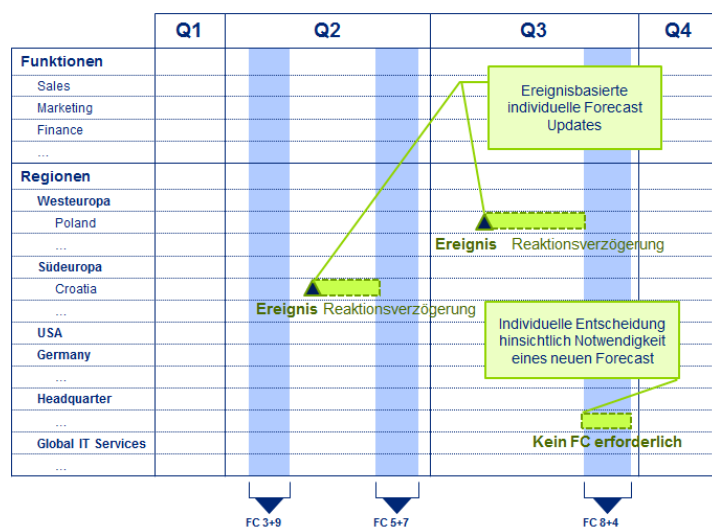 Q1 Q2 Q3 Q4
Funktionen
Sales
Marketing
Finance
...
Ereignisbasierte
individuelle Forecast
Updates
Regionen
Westeuropa
Poland
...
Ereignis Reaktionsverzögerung
Südeuropa
Croatia
...
Ereignis Reaktionsverzögerung
USA
Germany
...
Individuelle Entscheidung
hinsichtlich Notwendigkeit
eines neuen Forecast
Headquarter
...
Kein FC erforderlich
Global IT Services
...
FC 3+9 FC 5+7 FC 8+4